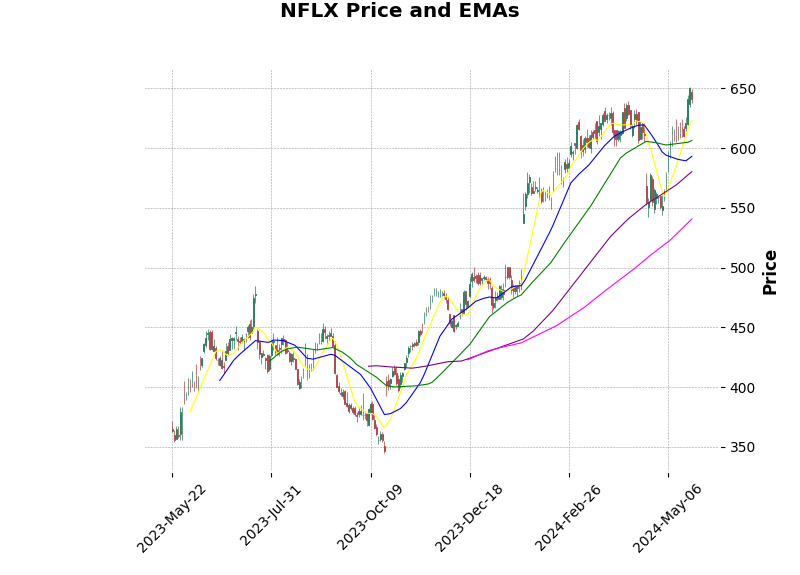 NFLX Price and EMAs
650
600
550
500
450
400
350
Price
2023-May-22
2023-Jul-31
2023-Oct-09
2023-Dec-18
2024-Feb-26
2024-May-06